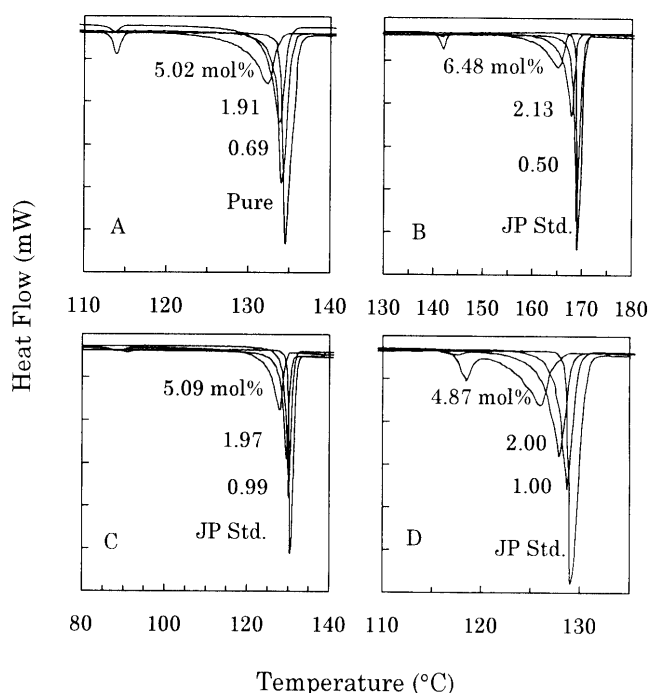 5.02 mol%
1.91
0.69
Pure
A
110 120 130 140
6.48 mol%
2.13
0.50
JP Std.
B
130 140 150 160 170 180
Heat Flow (mW)
5.09 mol%
1.97
0.99
JP Std.
C
80 100 120 140
4.87 mol%
2.00
1.00
JP Std.
D
110 120 130
Temperature (°C)